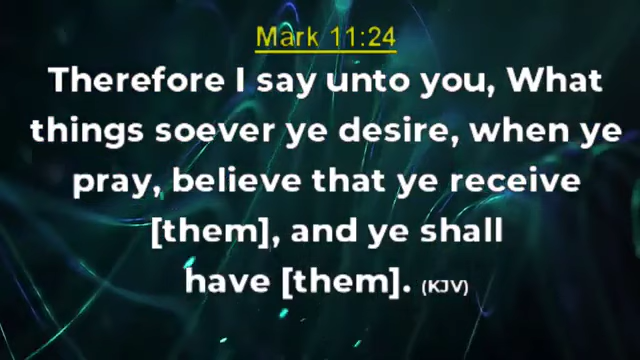 Mark 11:24
Therefore I say unto you, What
things soever ye desire, when ye
pray, believe that ye receive
[them], and ye shall
have [them]. (KJV)